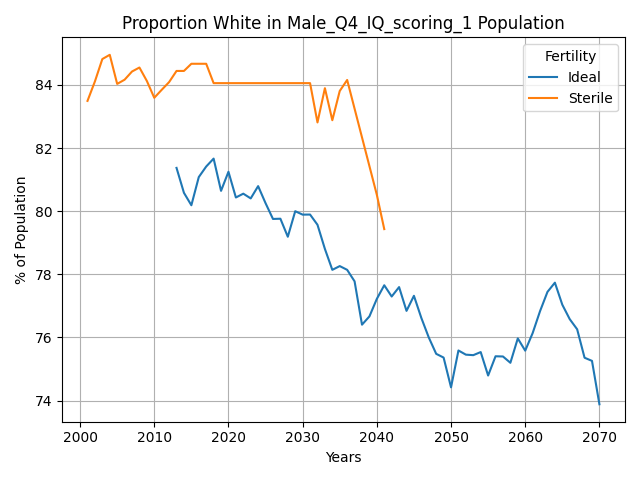 Proportion White in Male_Q4_IQ_scoring_1 Population
Fertility
Ideal
Sterile
% of Population
84
82
80
78
76
74
2000 2010 2020 2030 2040 2050 2060 2070
Years